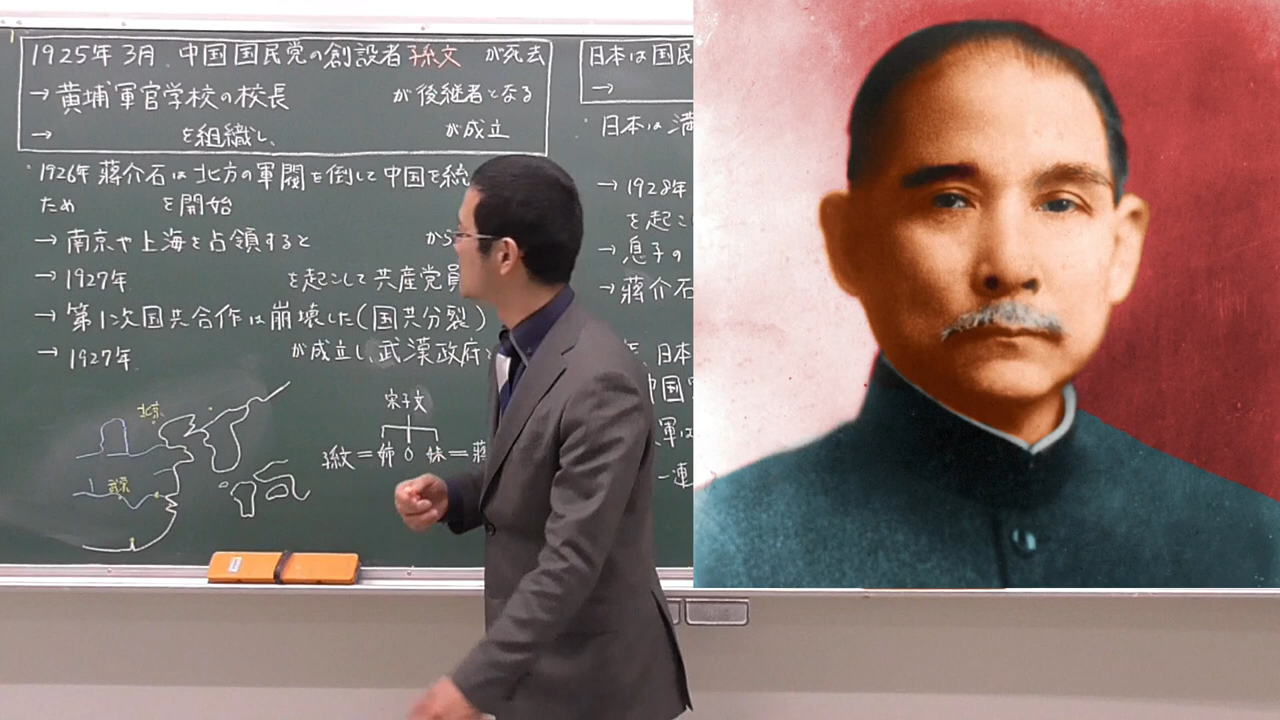 1925年3月、中国国民党の創設者 孫文 が死去
→ 黄埔軍官学校の校長 が後継者となる
→ を組織し、 が成立
・1926年 蔣介石は北方の軍閥を倒して中国を統
ため を開始
→ 南京や上海を占領すると から
→ 1927年 を起こして共産党員
→ 第1次国共合作は崩壊した(国共分裂)
→ 1927年 が成立し、武漢政府
北京
武漢
宋子文
孫文=姉 〇 妹=蔣
日本は国民
→
・日本は満
→ 1928年
を起こ
→ 息子の
→ 蔣介石
年、日本
中国
軍は
一連